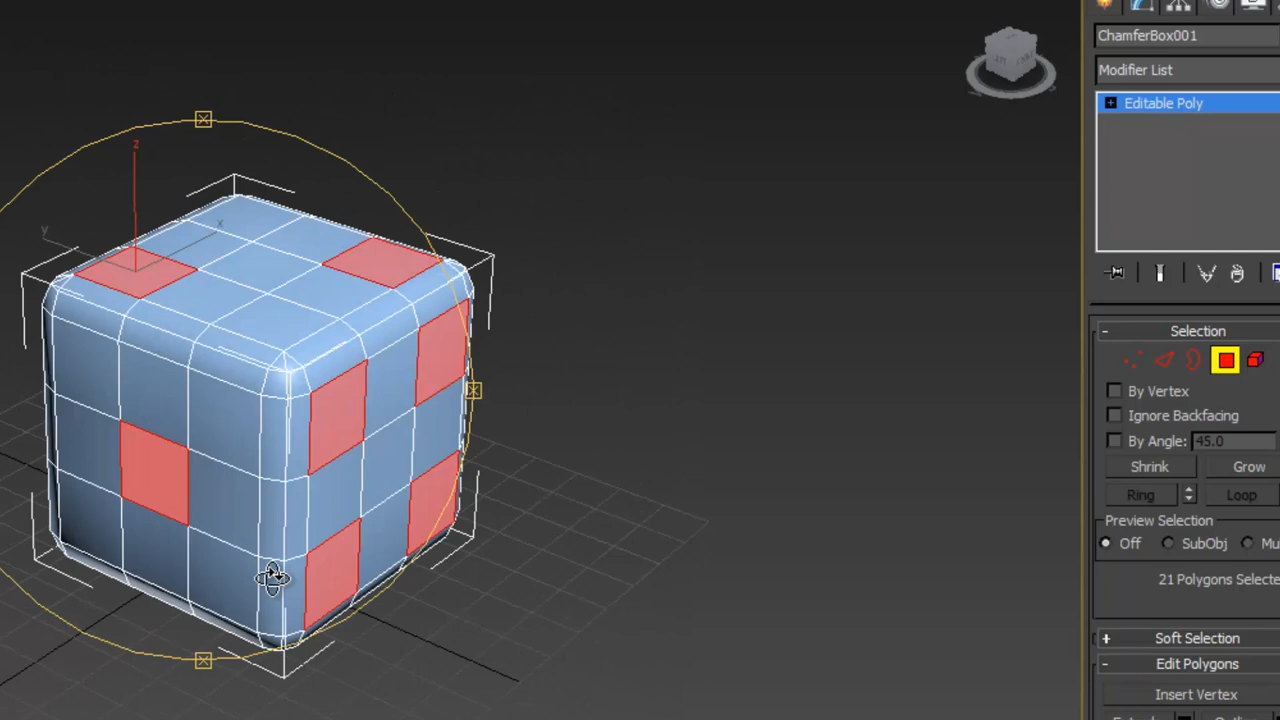 ChamferBox001
Modifier List
Editable Poly
z
x
y
Selection
By Vertex
Ignore Backfacing
By Angle: 45.0
Shrink Grow
Ring Loop
Preview Selection
Off SubObj Mu
21 Polygons Selecte
Soft Selection
Edit Polygons
Insert Vertex